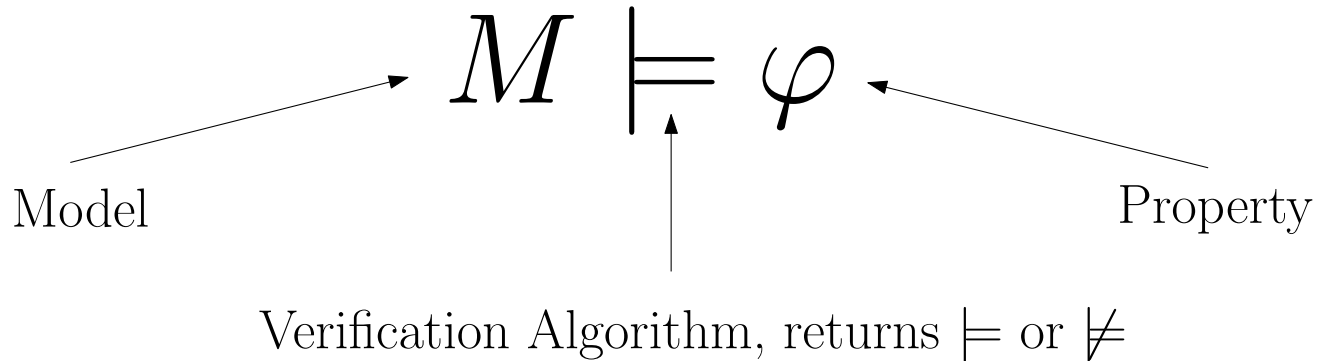 M ⊨ φ
Model
Property
Verification Algorithm, returns ⊨ or ⊭